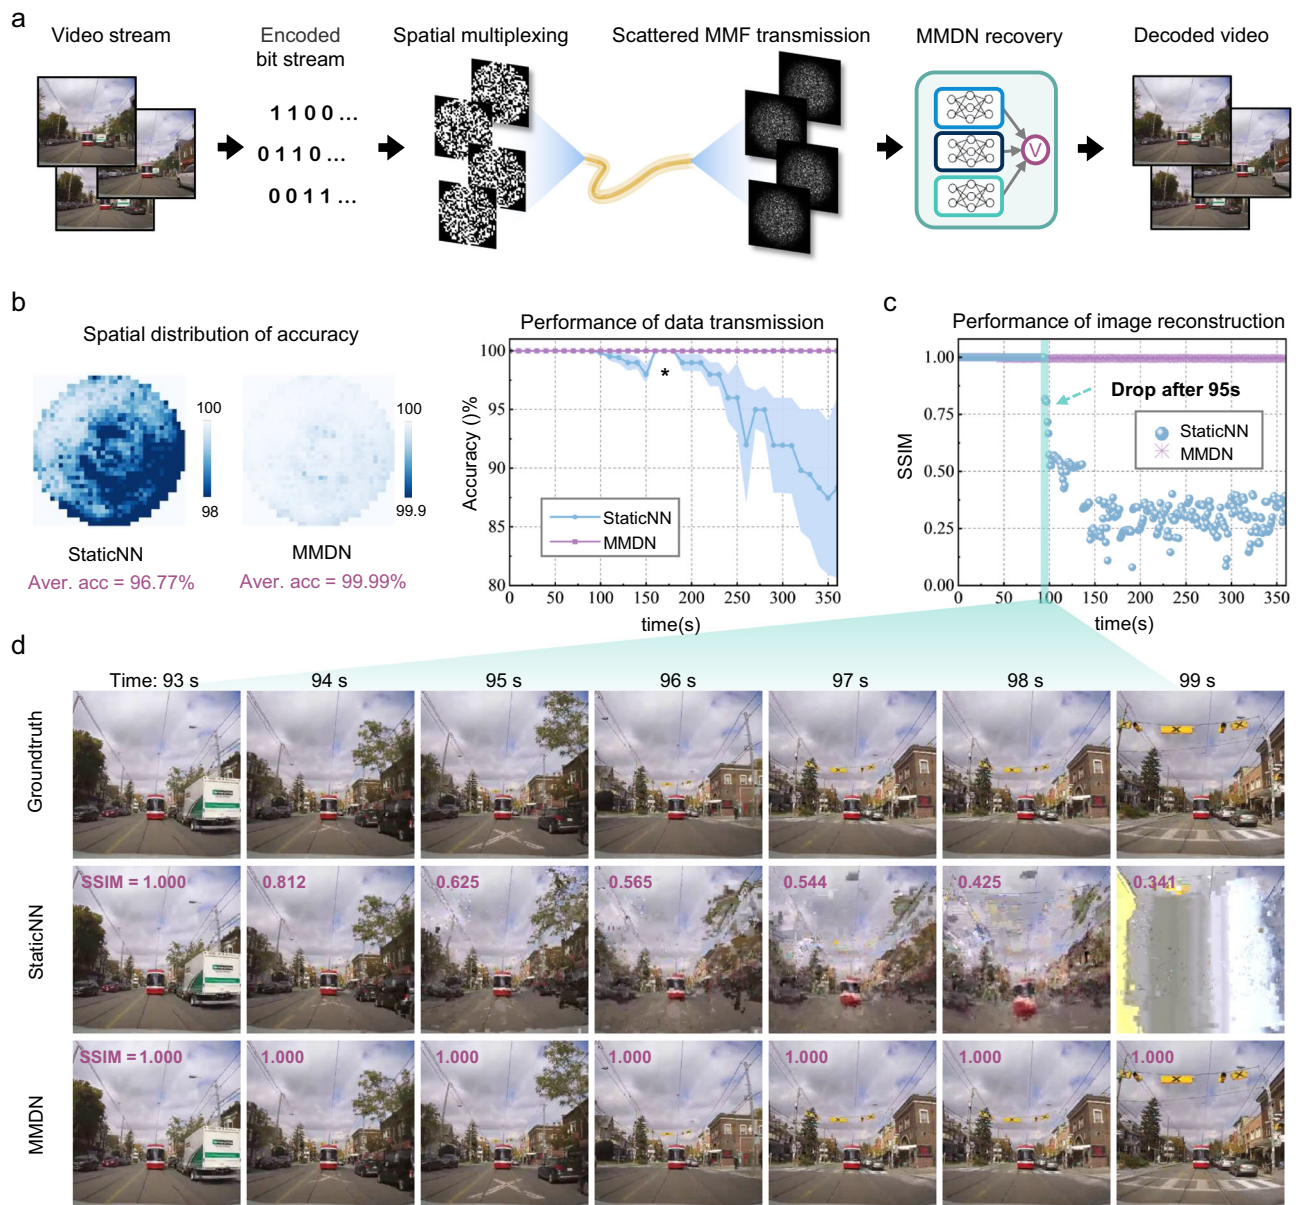 a
Video stream
Encoded
bit stream
Spatial multiplexing
Scattered MMF transmission
MMDN recovery
Decoded video
1 1 0 0 ...
0 1 1 0 ...
0 0 1 1 ...
V
b
Spatial distribution of accuracy
100
98
100
99.9
StaticNN
MMDN
Aver. acc = 96.77%
Aver. acc = 99.99%
Performance of data transmission
Accuracy ()%
100
95
90
85
80
*
StaticNN
MMDN
0 50 100 150 200 250 300 350
time(s)
c
Performance of image reconstruction
SSIM
1.00
0.75
0.50
0.25
0.00
Drop after 95s
StaticNN
MMDN
0 50 100 150 200 250 300 350
time(s)
d
Time: 93 s
94 s
95 s
96 s
97 s
98 s
99 s
Groundtruth
StaticNN
SSIM = 1.000
0.812
0.625
0.565
0.544
0.425
0.341
MMDN
SSIM = 1.000
1.000
1.000
1.000
1.000
1.000
1.000